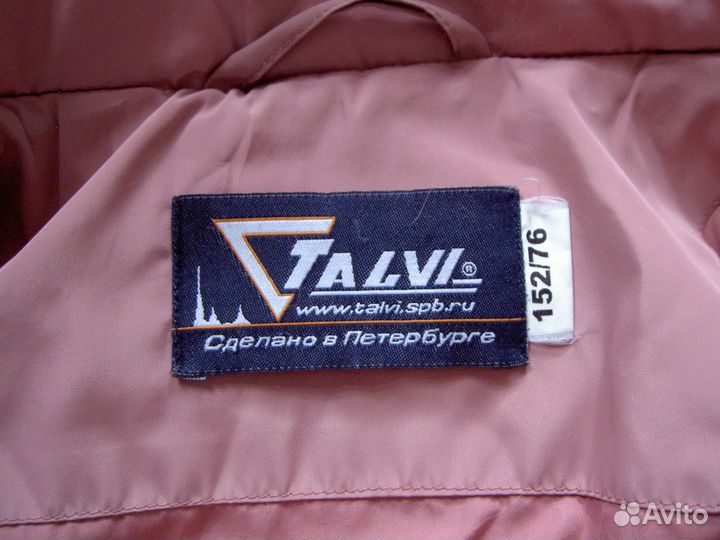 TALVI®
www.talvi.spb.ru
Сделано в Петербурге
152/76
Avito